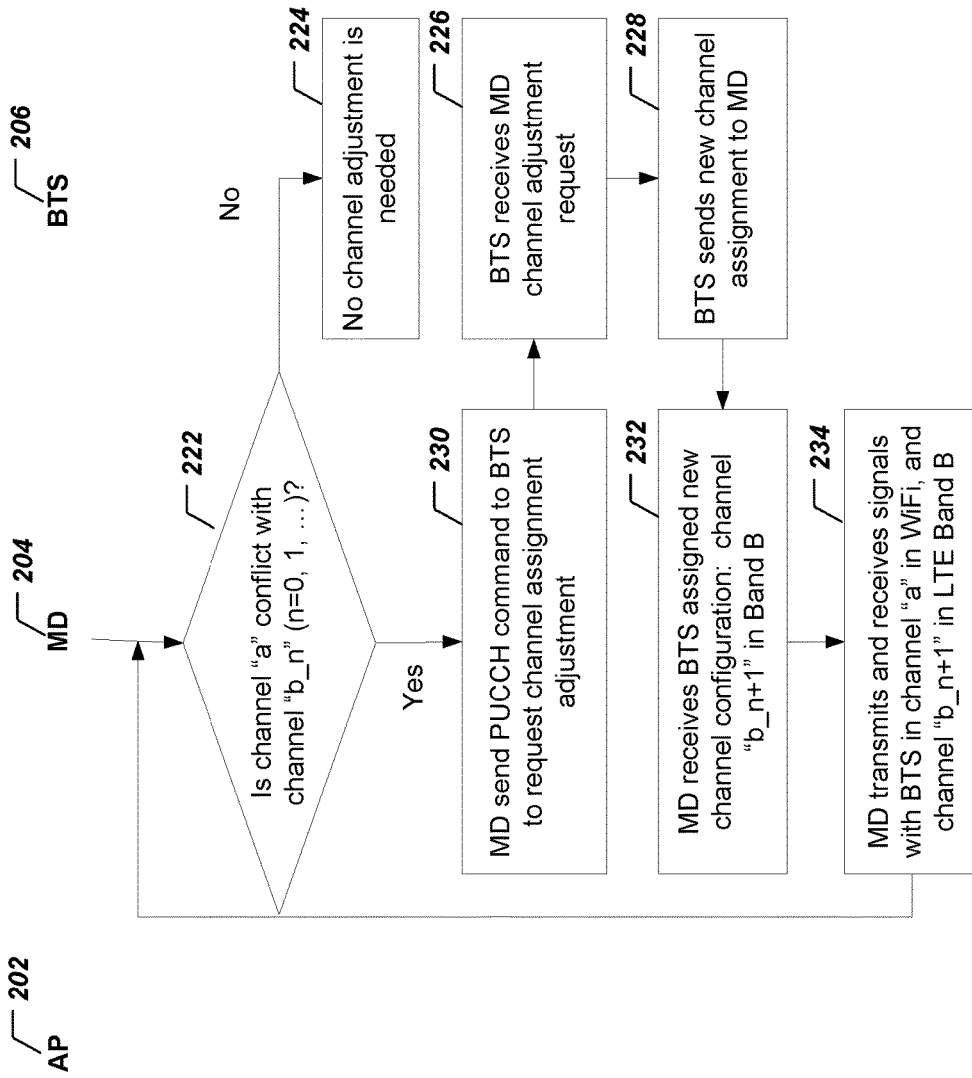 202
AP
204
MD
206
BTS
222
Is channel “a” conflict with
channel “b_n” (n=0, 1, ...)?
No
Yes
224
No channel adjustment is
needed
230
MD send PUCCH command to BTS
to request channel assignment
adjustment
226
BTS receives MD
channel adjustment
request
228
BTS sends new channel
assignment to MD
232
MD receives BTS assigned new
channel configuration: channel
“b_n+1” in Band B
234
MD transmits and receives signals
with BTS in channel “a” in WiFi, and
channel “b_n+1” in LTE Band B